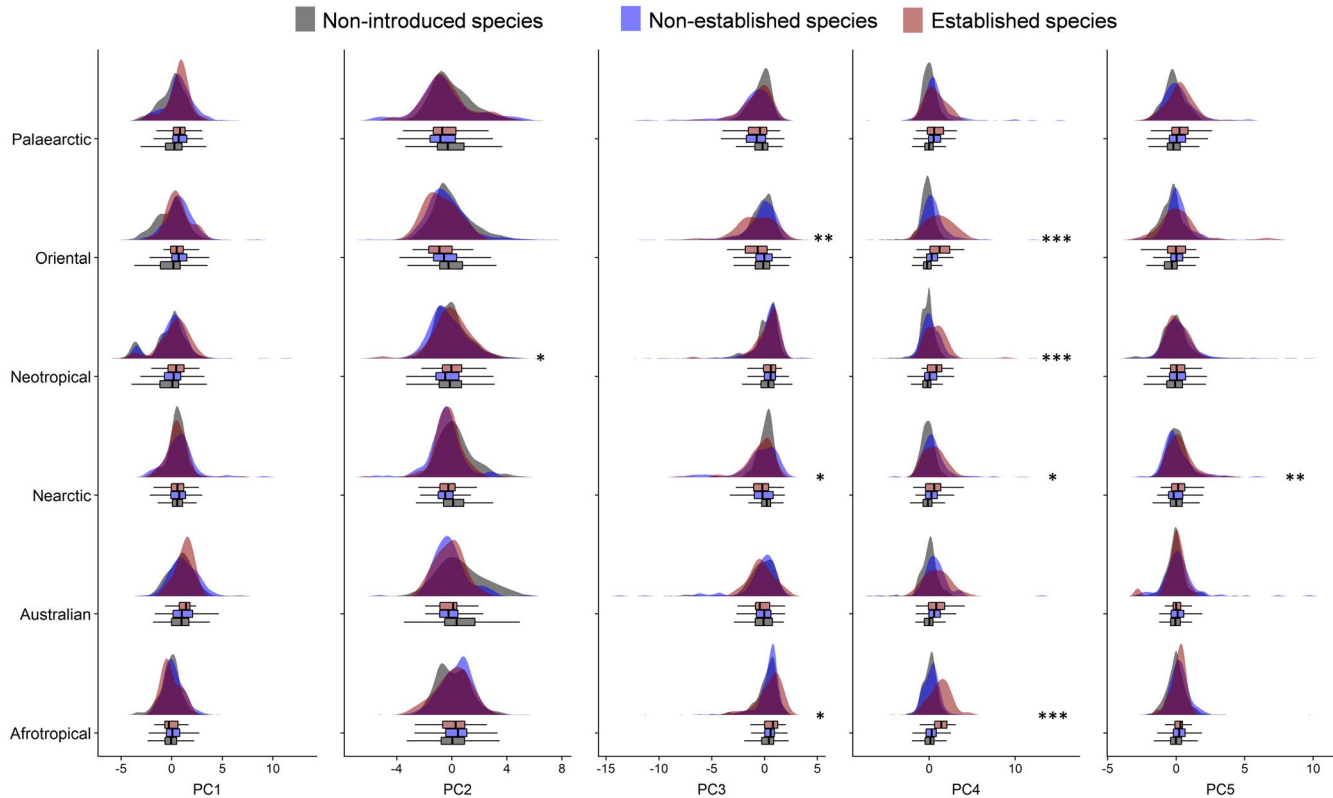 Non-introduced species Non-established species Established species
Palaearctic
Oriental
** ***
Neotropical
* ***
Nearctic
* * **
Australian
Afrotropical
* ***
-5 0 5 10 -4 0 4 8 -15 -10 -5 0 5 0 10 -5 0 5 10
PC1 PC2 PC3 PC4 PC5